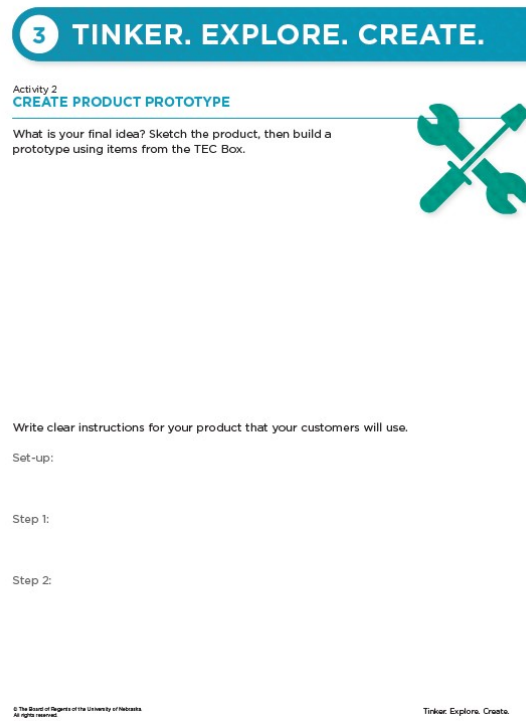 3 TINKER. EXPLORE. CREATE.
Activity 2
CREATE PRODUCT PROTOTYPE
What is your final idea? Sketch the product, then build a
prototype using items from the TEC Box.
Write clear instructions for your product that your customers will use.
Set-up:
Step 1:
Step 2:
© The Board of Regents of the University of Nebraska.
All rights reserved.
Tinker. Explore. Create.